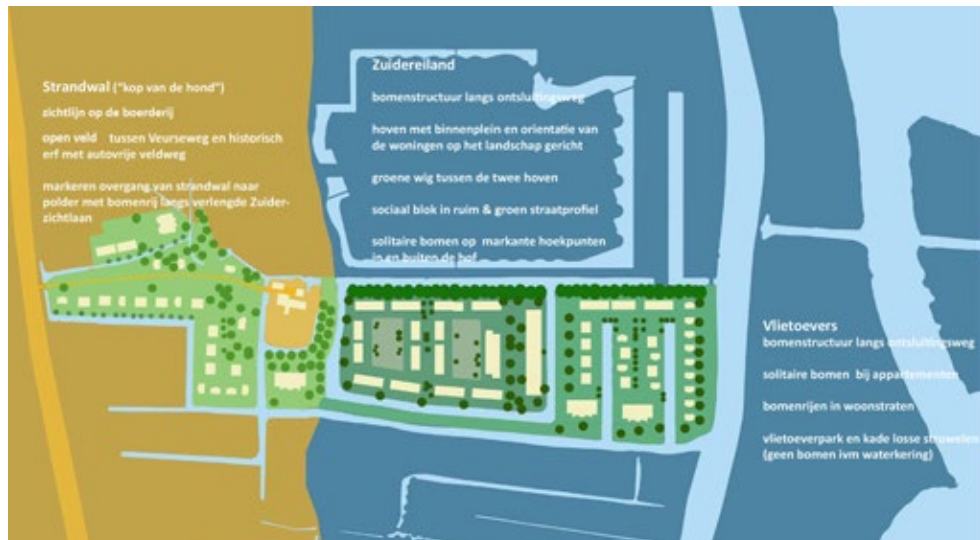 Strandwal ("kop van de hond")
zichtlijn op de boerderij
open veld tussen Veurseweg en historisch
erf met autovrije veldweg
markeren overgang van strandwal naar
polder met bomenrij langs verlengde Zuider-
zichtlaan
Zuidereiland
bomenstructuur langs ontsluitingsweg
hoven met binnenplein en orientatie van
de woningen op het landschap gericht
groene wig tussen de twee hoven
sociaal blok in ruim & groen straatprofiel
solitaire bomen op markante hoekpunten
in en buiten de hof
Vlietoevers
bomenstructuur langs ontsluitingsweg
solitaire bomen bij appartementen
bomenrijen in woonstraten
vlietoeverpark en kade losse struwelen
(geen bomen ivm waterkering)